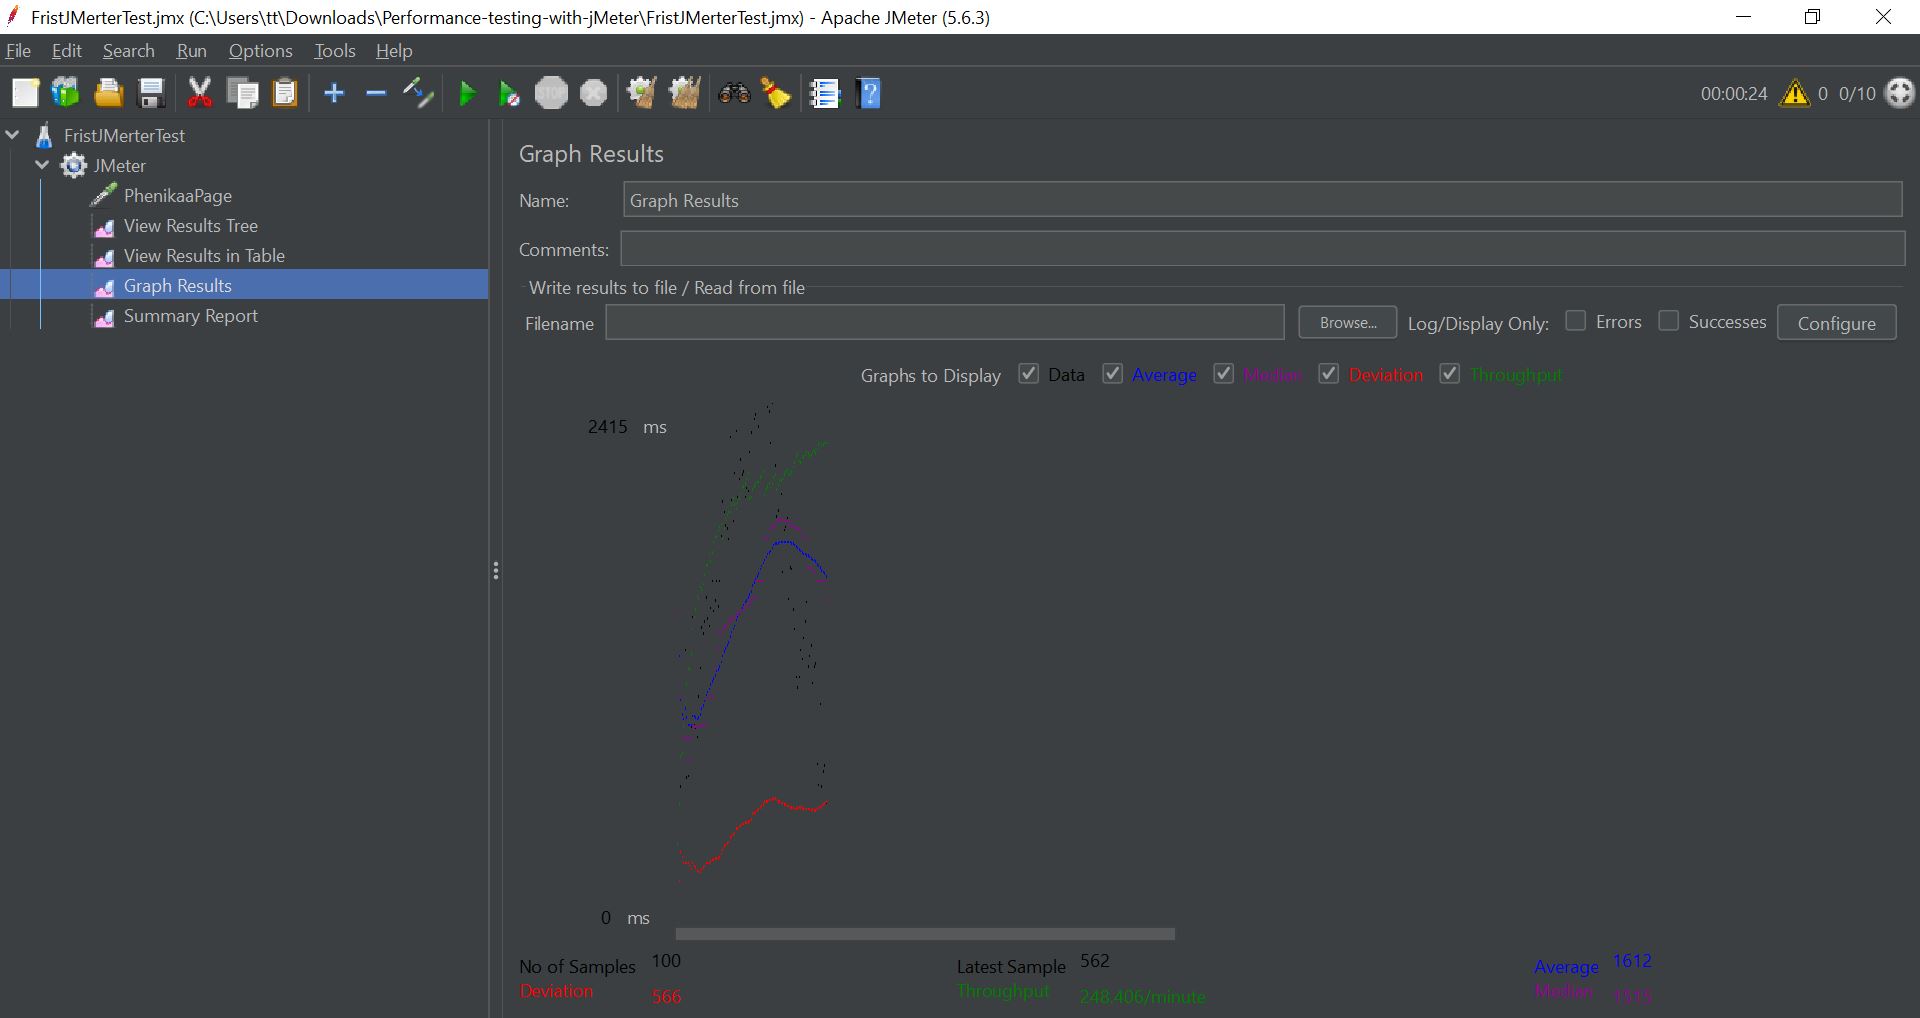 FristJMerterTest.jmx (C:\Users\tt\Downloads\Performance-testing-with-jMeter\FristJMerterTest.jmx) - Apache JMeter (5.6.3)
File Edit Search Run Options Tools Help
STOP ? 00:00:24 0 0/10
FristJMerterTest
JMeter
PhenikaaPage
View Results Tree
View Results in Table
Graph Results
Summary Report
Graph Results
Name: Graph Results
Comments:
Write results to file / Read from file
Filename Browse... Log/Display Only: Errors Successes Configure
Graphs to Display Data Average Median Deviation Throughput
2415 ms
0 ms
No of Samples 100 Latest Sample 562 Average 1612
Deviation 566 Throughput 248.406/minute Median 1515